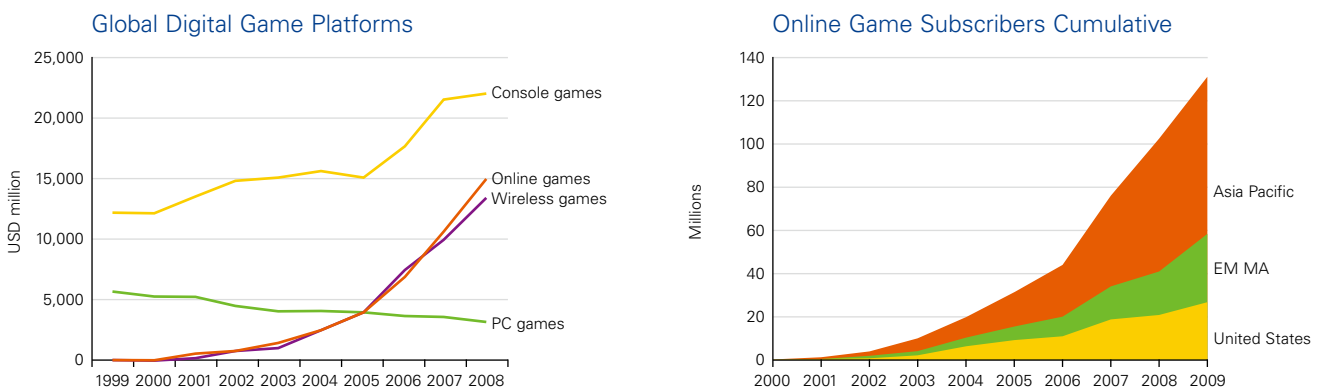 Global Digital Game Platforms
25,000
20,000
15,000
10,000
5,000
0
USD million
Console games
Online games
Wireless games
PC games
1999 2000 2001 2002 2003 2004 2005 2006 2007 2008
Online Game Subscribers Cumulative
140
120
100
80
60
40
20
0
Millions
Asia Pacific
EM MA
United States
2000 2001 2002 2003 2004 2005 2006 2007 2008 2009